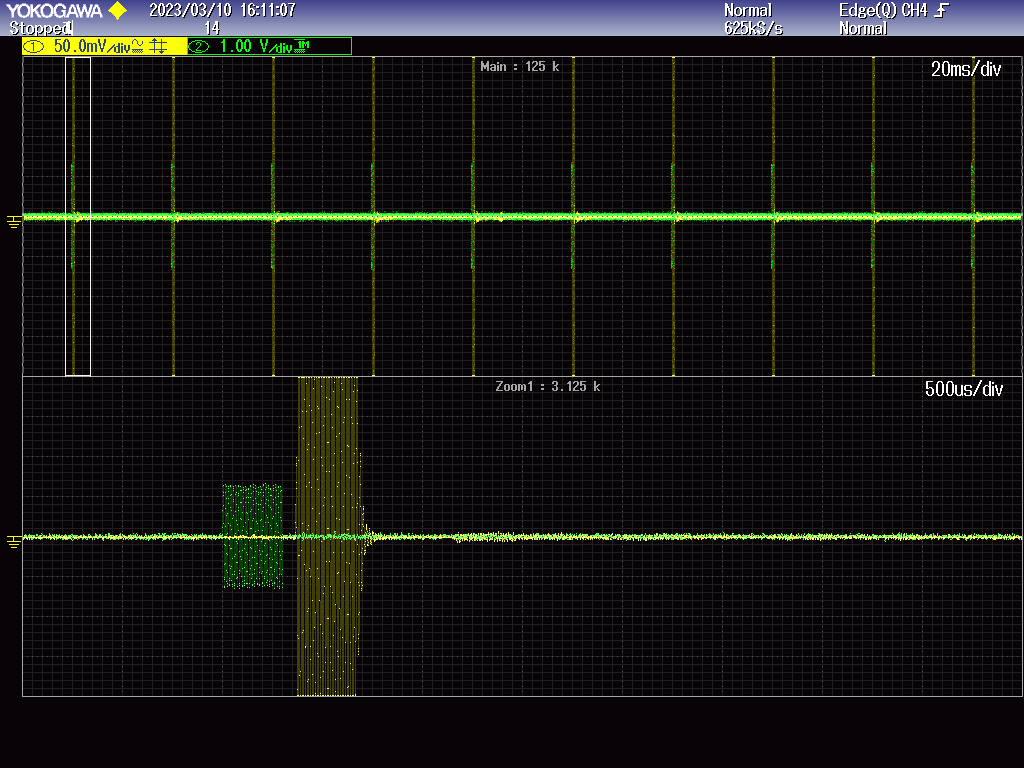 YOKOGAWA 2023/03/10 16:11:07 Normal Edge(Q) CH4
Stopped 14 625kS/s Normal
1 50.0mV/div 2 1.00 V/div 1M
Main : 125 k 20ms/div
Zoom1 : 3.125 k 500us/div